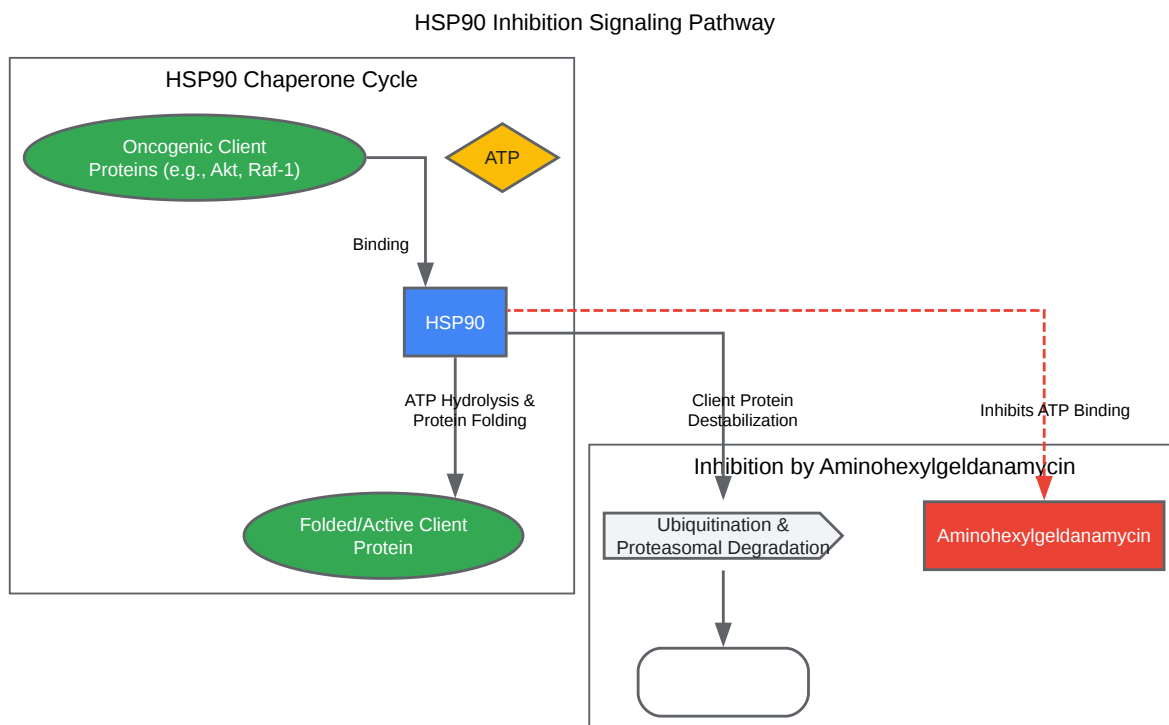 HSP90 Inhibition Signaling Pathway
HSP90 Chaperone Cycle
Oncogenic Client
Proteins (e.g., Akt, Raf-1)
ATP
Binding
HSP90
ATP Hydrolysis &
Protein Folding
Client Protein
Destabilization
Inhibits ATP Binding
Inhibition by Aminohexylgeldanamycin
Folded/Active Client
Protein
Ubiquitination &
Proteasomal Degradation
Aminohexylgeldanamycin